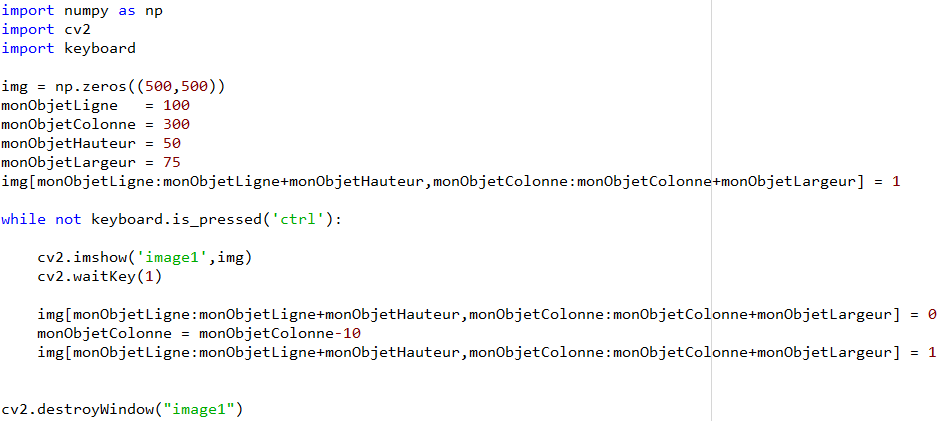 import numpy as np
import cv2
import keyboard

img = np.zeros((500,500))
monObjetLigne   = 100
monObjetColonne = 300
monObjetHauteur = 50
monObjetLargeur = 75
img[monObjetLigne:monObjetLigne+monObjetHauteur,monObjetColonne:monObjetColonne+monObjetLargeur] = 1

while not keyboard.is_pressed('ctrl'):

    cv2.imshow('image1',img)
    cv2.waitKey(1)

    img[monObjetLigne:monObjetLigne+monObjetHauteur,monObjetColonne:monObjetColonne+monObjetLargeur] = 0
    monObjetColonne = monObjetColonne-10
    img[monObjetLigne:monObjetLigne+monObjetHauteur,monObjetColonne:monObjetColonne+monObjetLargeur] = 1


cv2.destroyWindow("image1")